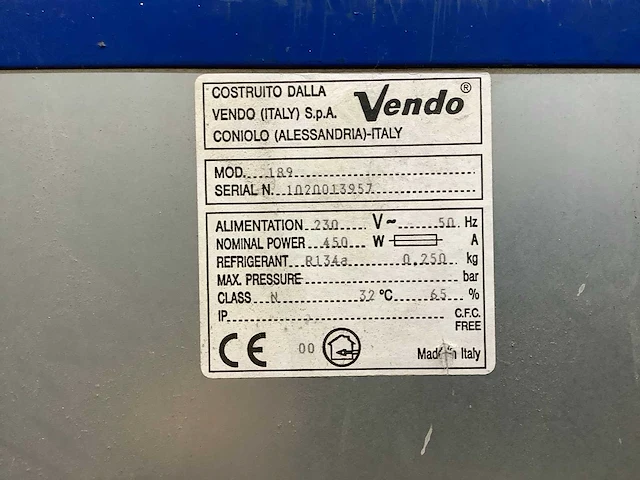 COSTRUITO DALLA
VENDO (ITALY) S.p.A.
CONIOLO (ALESSANDRIA)-ITALY
Vendo®
MOD. 189
SERIAL N. 1020013957
ALIMENTATION 230 V~ 50 Hz
NOMINAL POWER 450 W A
REFRIGERANT R134a 0,250 kg
MAX. PRESSURE bar
CLASS N 32 °C 65 %
IP C.F.C. FREE
CE 00 Made in Italy